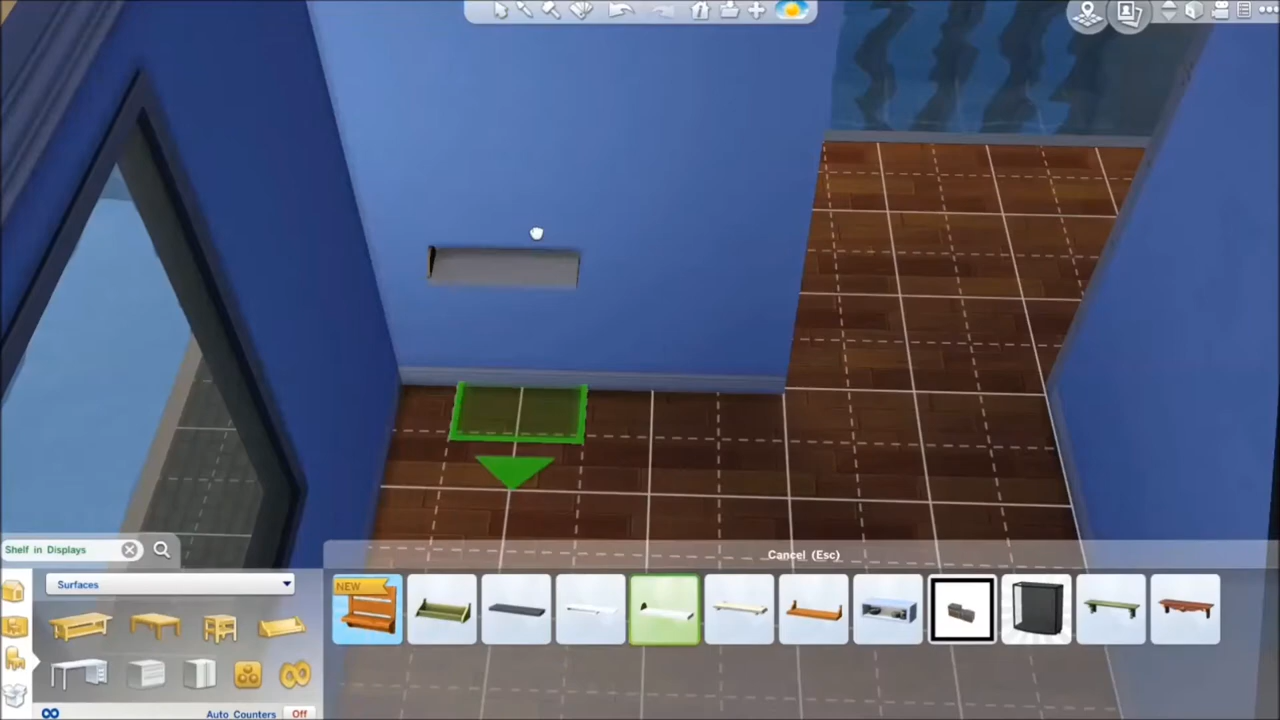 Shelf in Displays
Cancel (Esc)
Surfaces
NEW
Auto Counters
Off